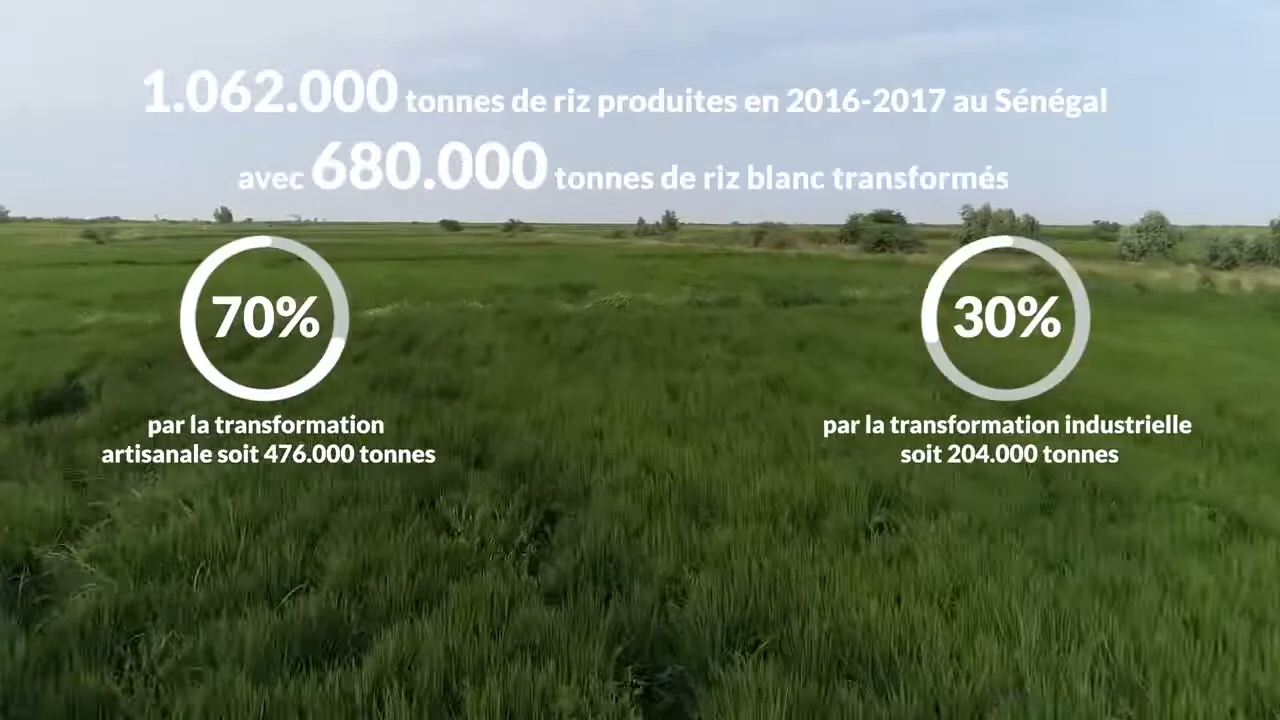 1.062.000 tonnes de riz produites en 2016-2017 au Sénégal
avec 680.000 tonnes de riz blanc transformés
70%
par la transformation
artisanale soit 476.000 tonnes
30%
par la transformation industrielle
soit 204.000 tonnes